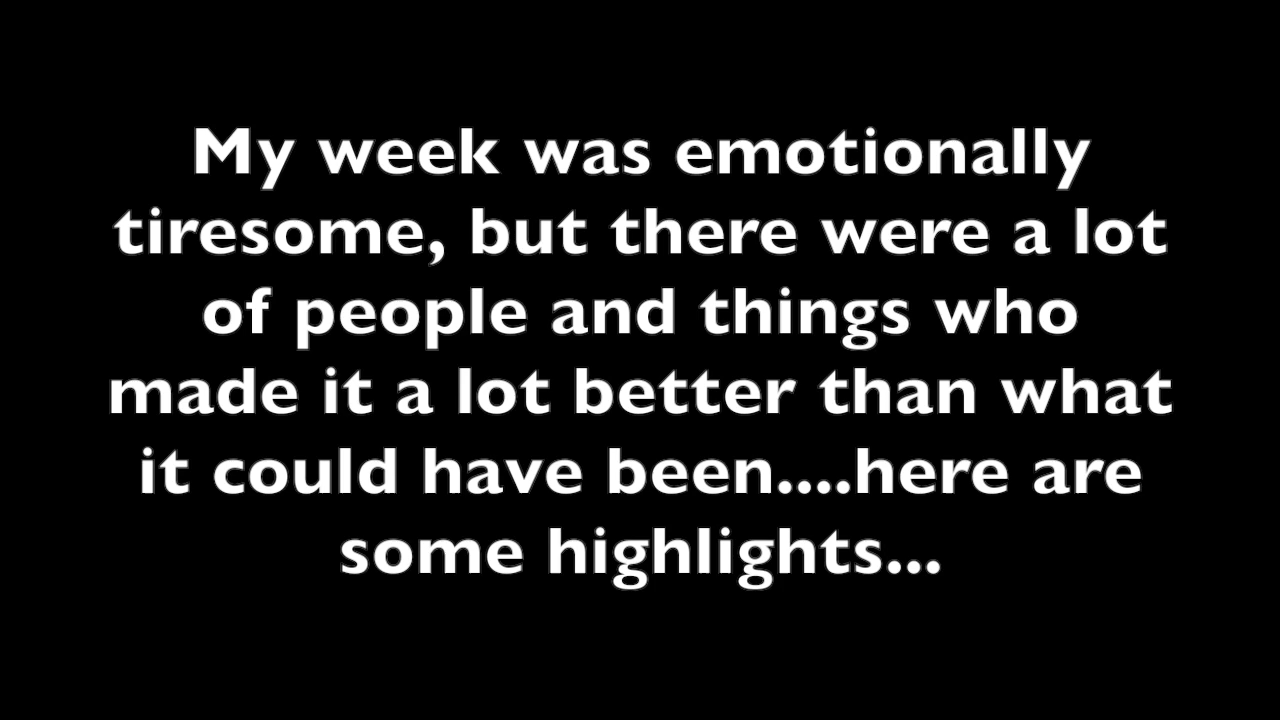 My week was emotionally
tiresome, but there were a lot
of people and things who
made it a lot better than what
it could have been....here are
some highlights...